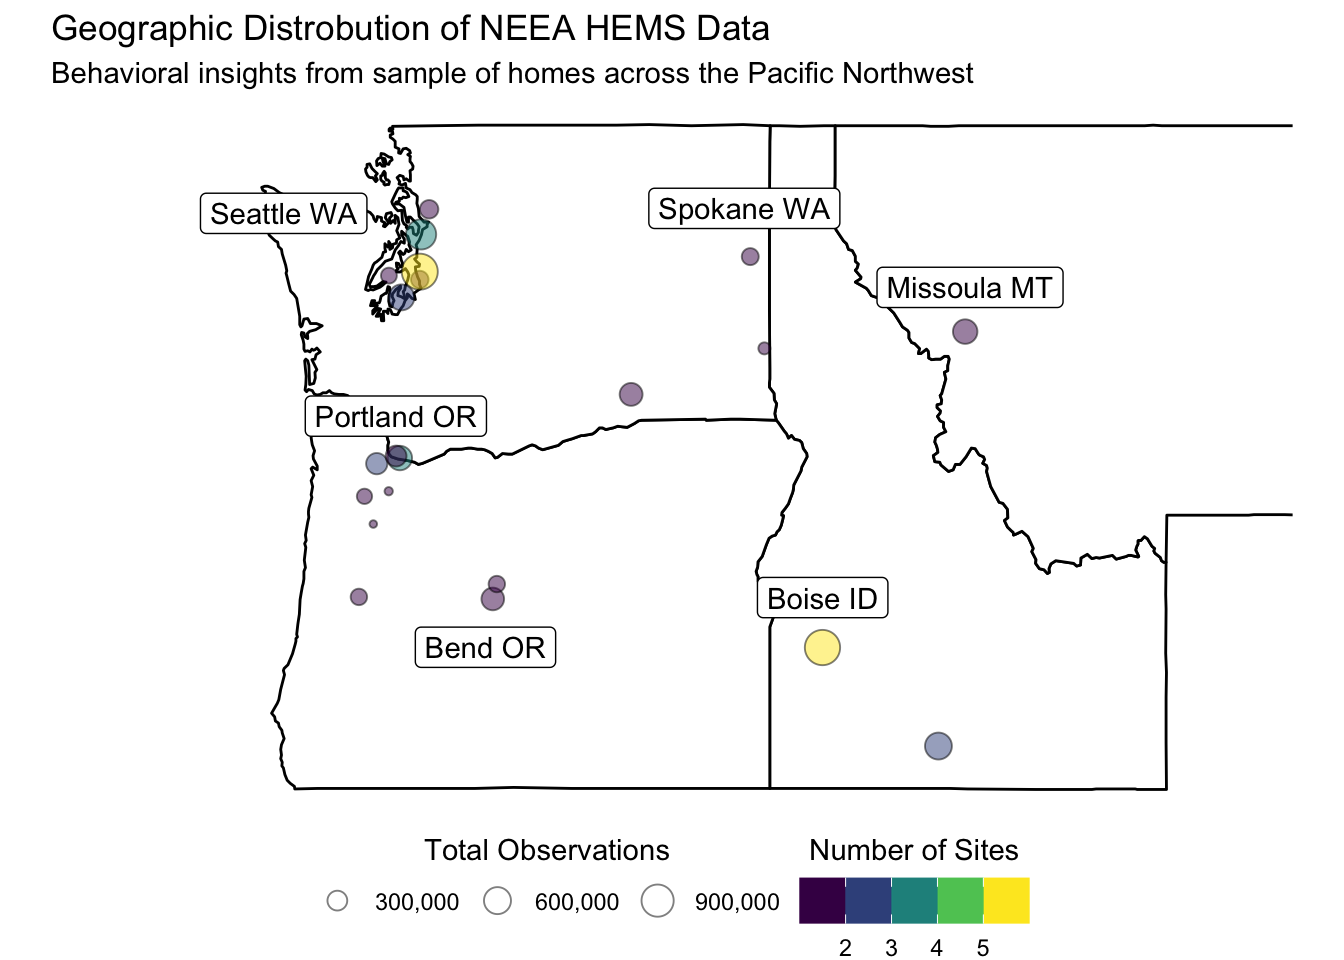 Geographic Distrobution of NEEA HEMS Data
Behavioral insights from sample of homes across the Pacific Northwest
Seattle WA
Spokane WA
Missoula MT
Portland OR
Boise ID
Bend OR
Total Observations
300,000
600,000
900,000
Number of Sites
2
3
4
5